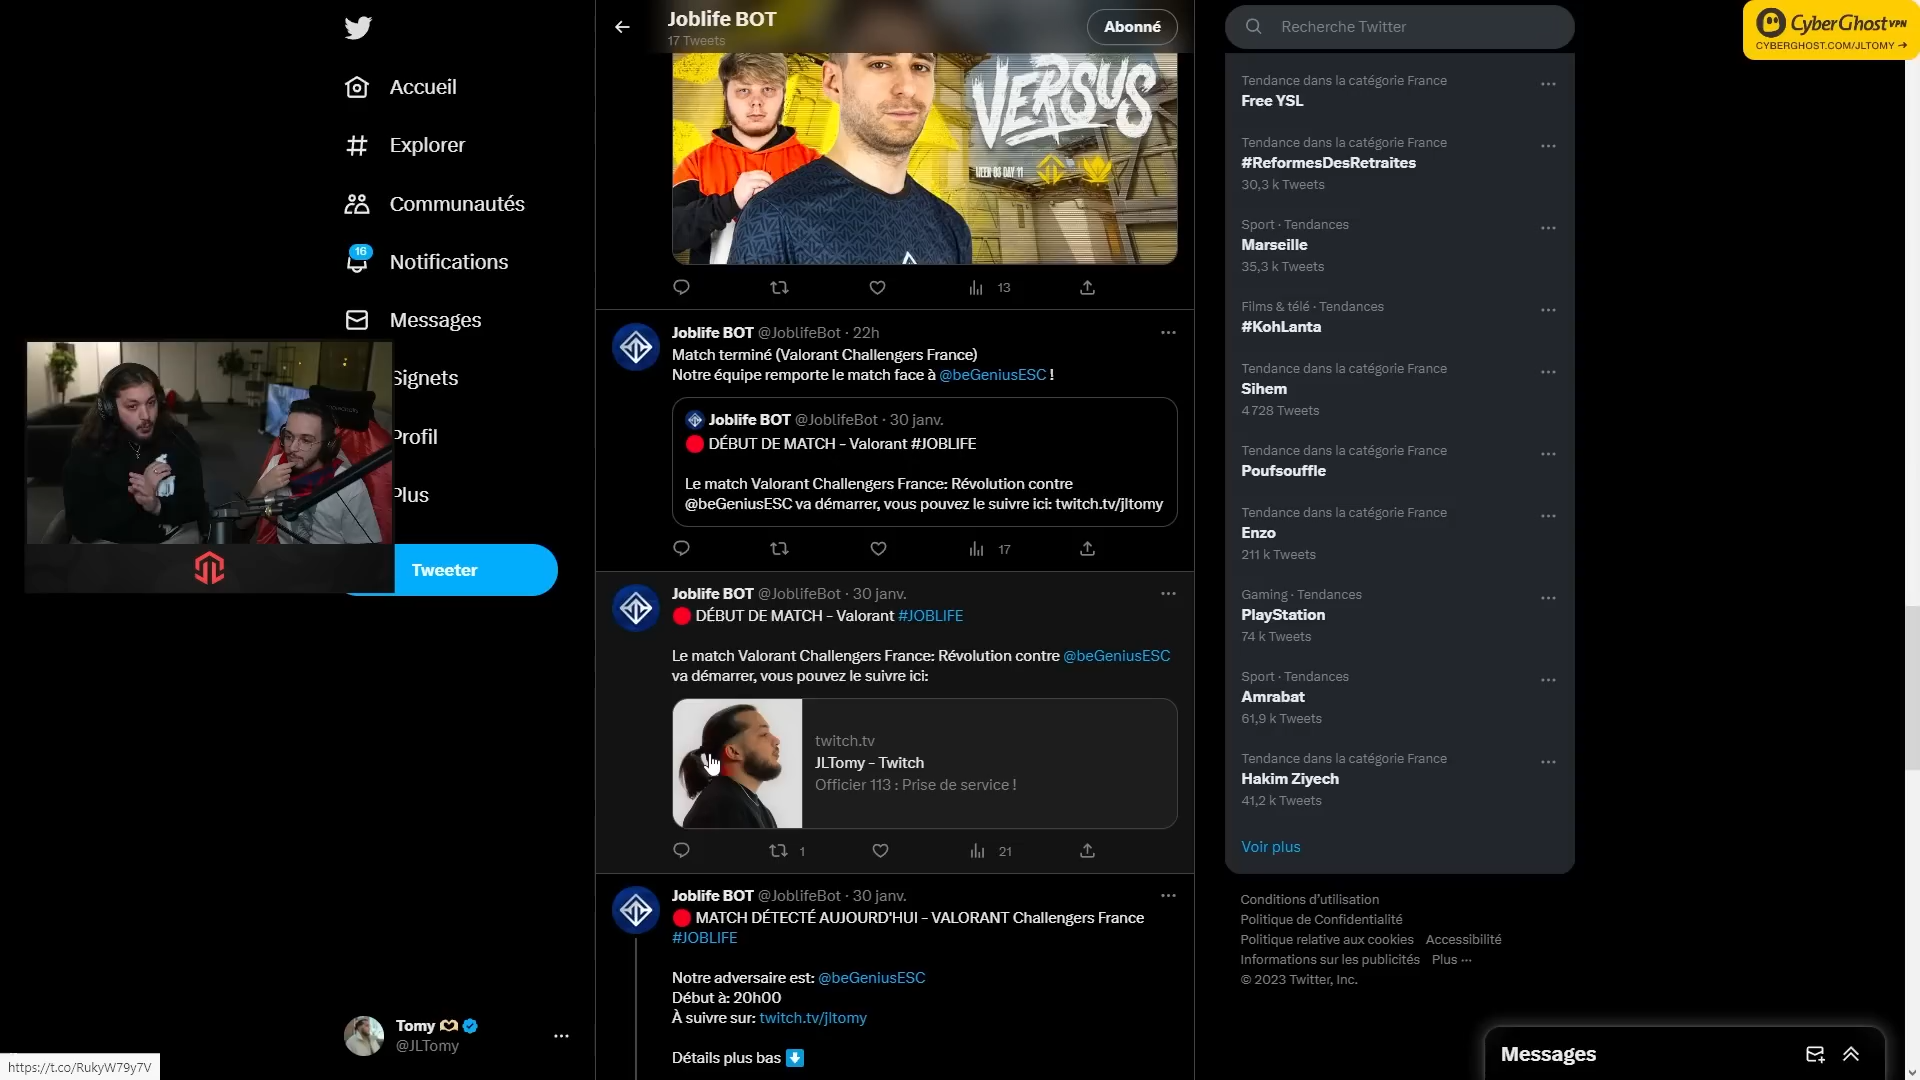 Accueil
Explorer
Communautés
16
Notifications
Messages
Signets
Profil
Plus
Tweeter
Tomy
@JLTomy
https://t.co/RukyW79y7V
Joblife BOT
17 Tweets
Abonné
VERSUS
WEEK 03 DAY 11
13
Joblife BOT @JoblifeBot · 22h
Match terminé (Valorant Challengers France)
Notre équipe remporte le match face à @beGeniusESC !
Joblife BOT @JoblifeBot · 30 janv.
🔴 DÉBUT DE MATCH - Valorant #JOBLIFE
Le match Valorant Challengers France: Révolution contre
@beGeniusESC va démarrer, vous pouvez le suivre ici: twitch.tv/jltomy
17
Joblife BOT @JoblifeBot · 30 janv.
🔴 DÉBUT DE MATCH - Valorant #JOBLIFE
Le match Valorant Challengers France: Révolution contre @beGeniusESC
va démarrer, vous pouvez le suivre ici:
twitch.tv
JLTomy - Twitch
Officier 113 : Prise de service !
1
21
Joblife BOT @JoblifeBot · 30 janv.
🔴 MATCH DÉTECTÉ AUJOURD'HUI - VALORANT Challengers France
#JOBLIFE
Notre adversaire est: @beGeniusESC
Début à: 20h00
À suivre sur: twitch.tv/jltomy
Détails plus bas ⬇️
Recherche Twitter
Tendance dans la catégorie France
Free YSL
Tendance dans la catégorie France
#ReformesDesRetraites
30,3 k Tweets
Sport · Tendances
Marseille
35,3 k Tweets
Films & télé · Tendances
#KohLanta
Tendance dans la catégorie France
Sihem
4 728 Tweets
Tendance dans la catégorie France
Poufsouffle
Tendance dans la catégorie France
Enzo
211 k Tweets
Gaming · Tendances
PlayStation
74 k Tweets
Sport · Tendances
Amrabat
61,9 k Tweets
Tendance dans la catégorie France
Hakim Ziyech
41,2 k Tweets
Voir plus
Conditions d'utilisation
Politique de Confidentialité
Politique relative aux cookies Accessibilité
Informations sur les publicités Plus ···
© 2023 Twitter, Inc.
Messages
CyberGhost VPN
CYBERGHOST.COM/JLTOMY →